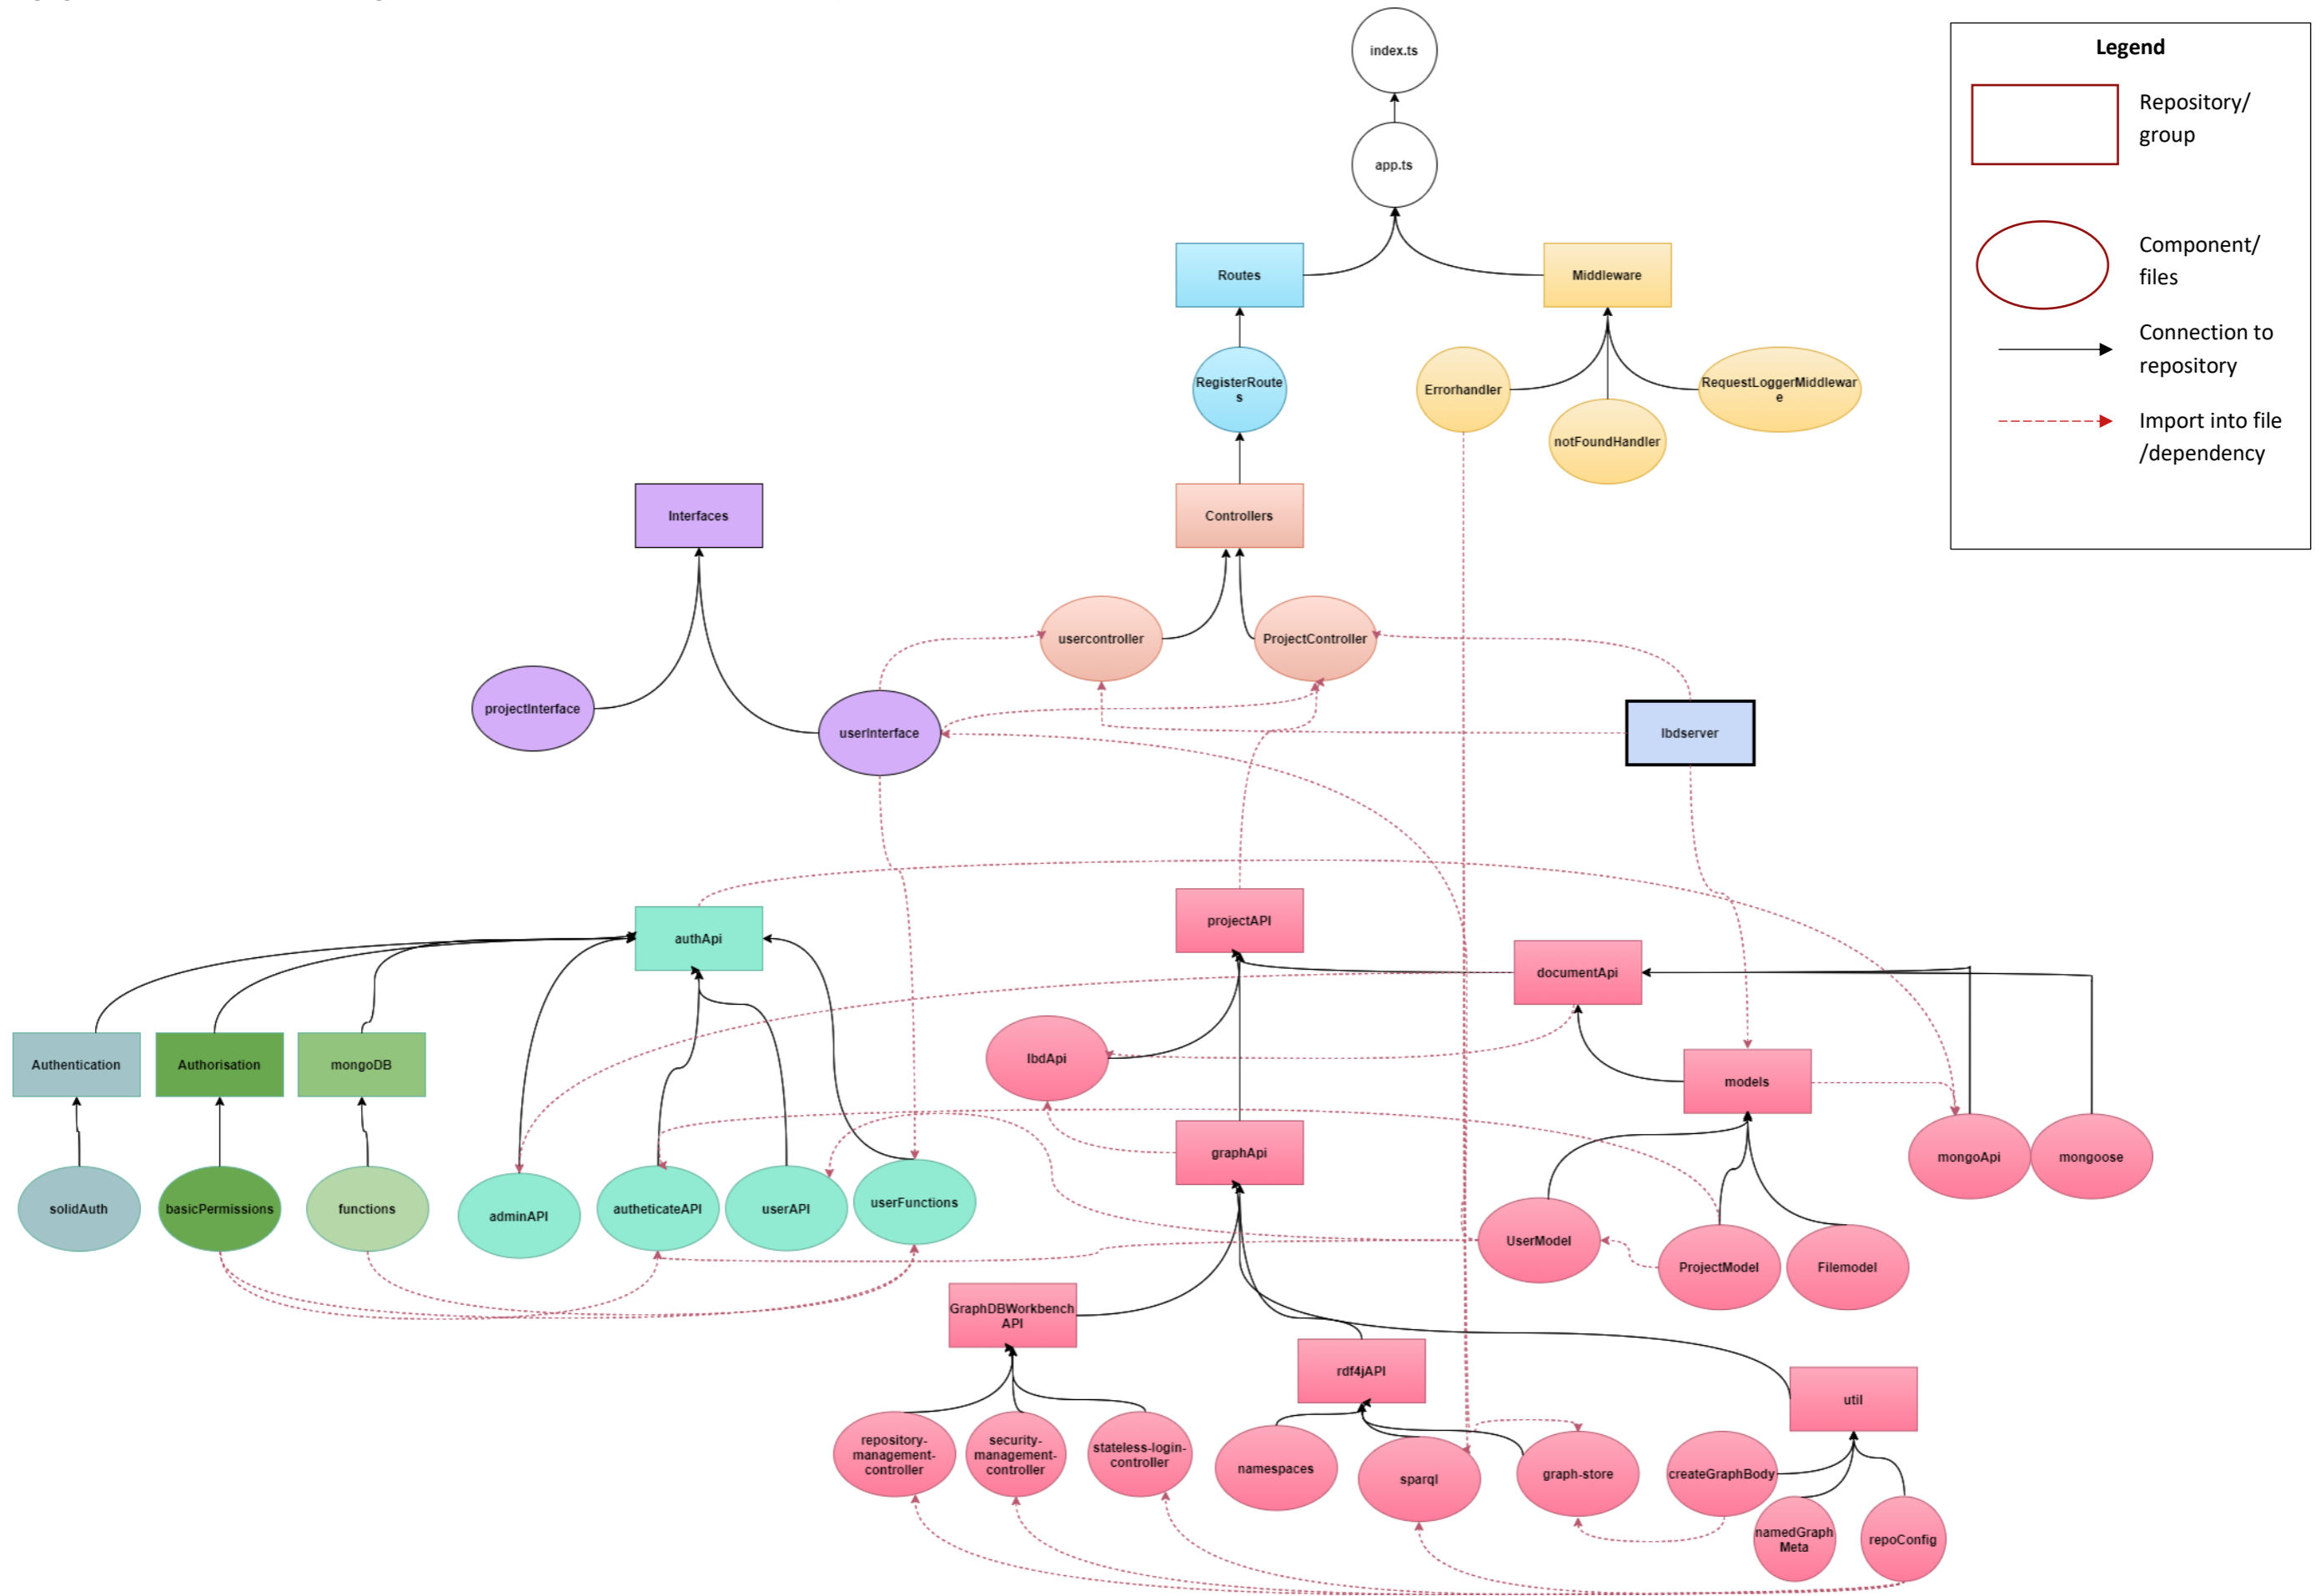 index.ts
Legend
Repository/
group
app.ts
Component/
files
Routes
Middleware
Connection to
repository
RegisterRoute
s
Errorhandler
RequestLoggerMiddlewar
e
notFoundHandler
Import into file
/dependency
Interfaces
Controllers
usercontroller
ProjectController
projectInterface
userInterface
lbdserver
authApi
projectAPI
documentApi
Authentication
Authorisation
mongoDB
lbdApi
models
graphApi
mongoApi
mongoose
solidAuth
basicPermissions
functions
adminAPI
autheticateAPI
userAPI
userFunctions
UserModel
ProjectModel
Filemodel
GraphDBWorkbench
API
rdf4jAPI
util
repository-
management-
controller
security-
management-
controller
stateless-login-
controller
namespaces
sparql
graph-store
createGraphBody
namedGraph
Meta
repoConfig